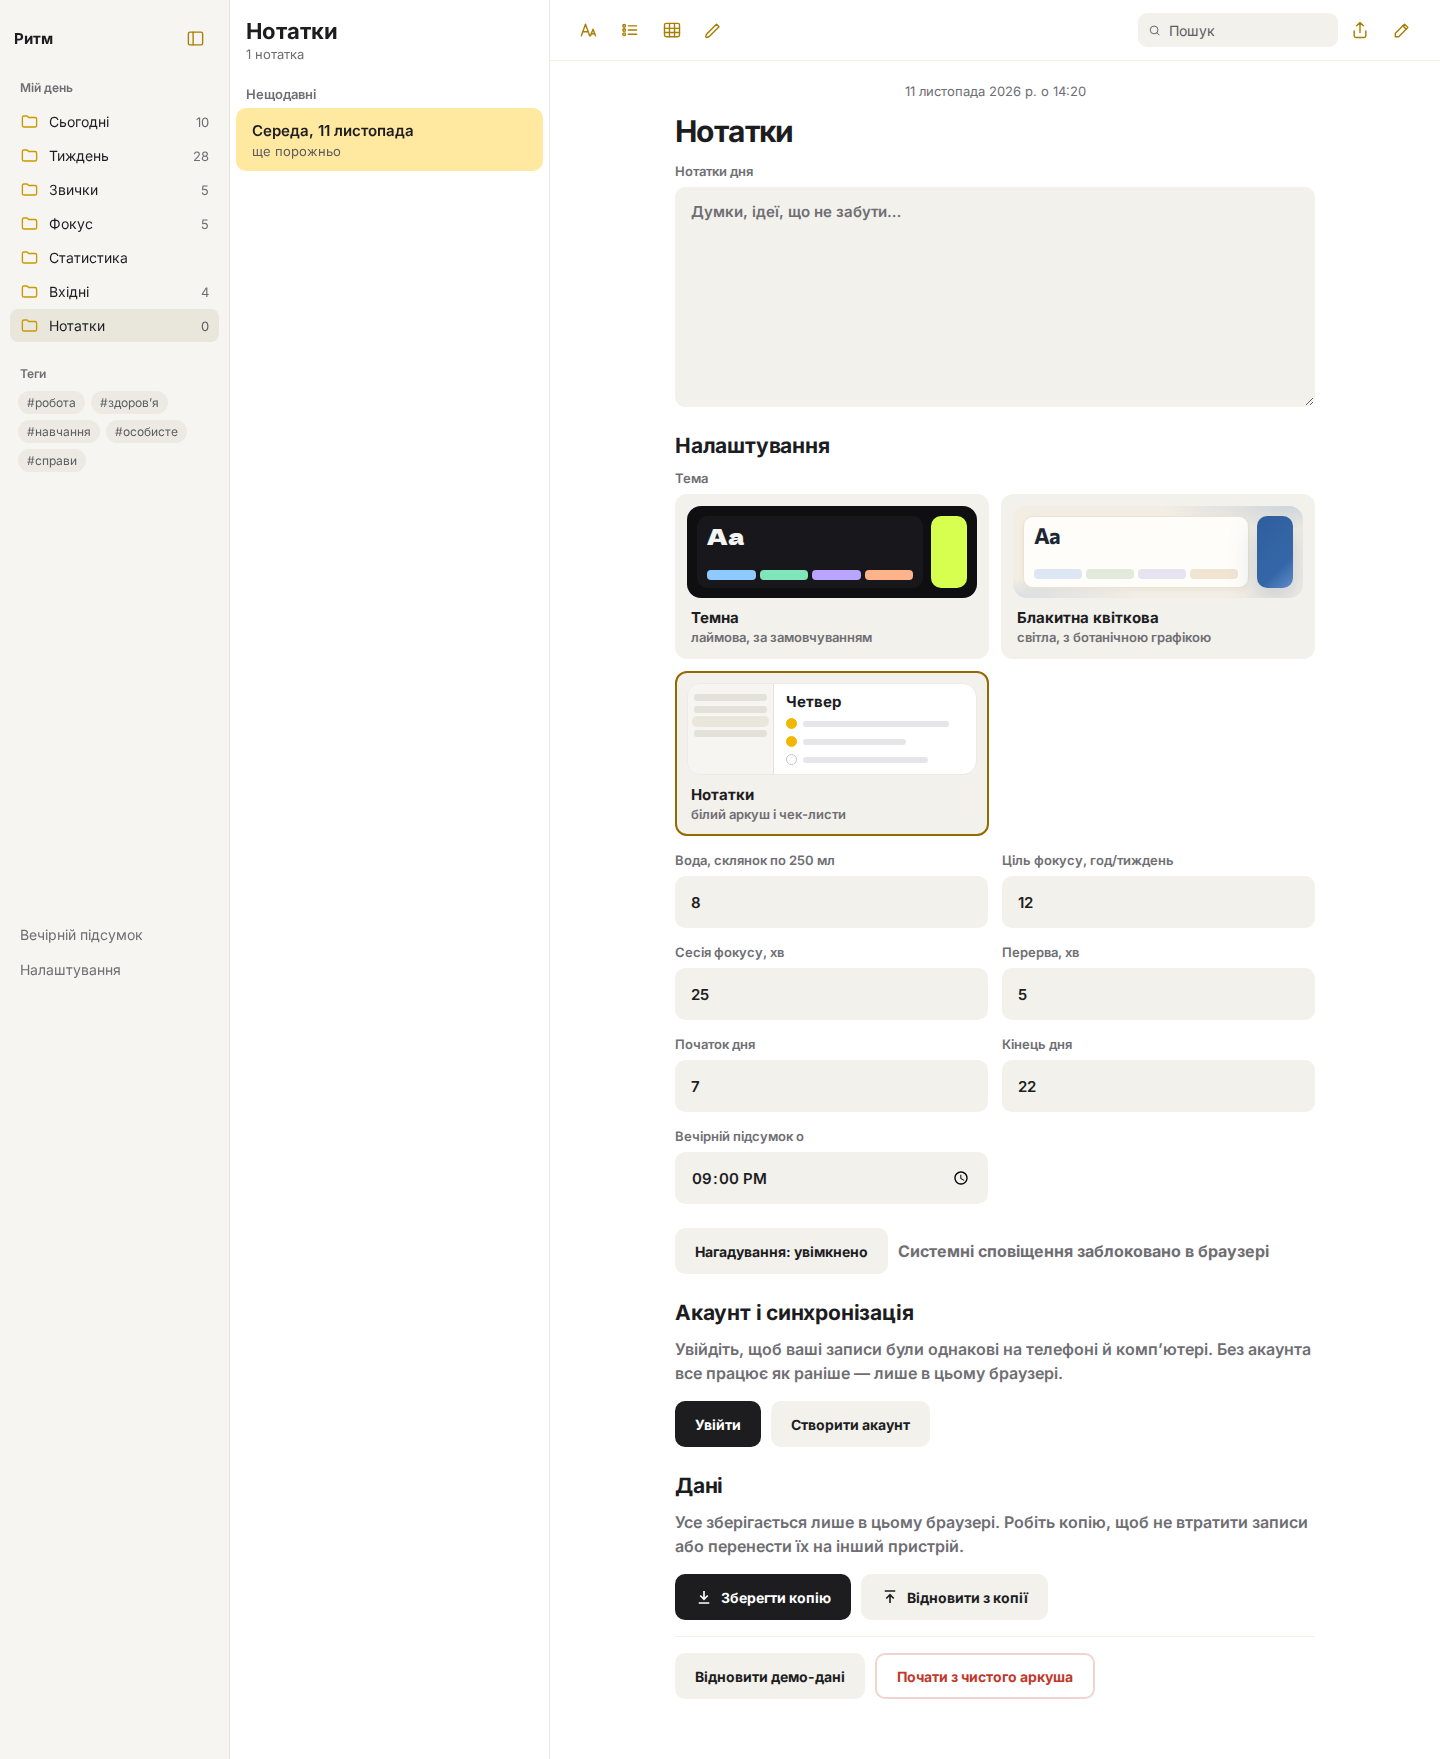 Ритм
Мій день
Сьогодні 10
Тиждень 28
Звички 5
Фокус 5
Статистика
Вхідні 4
Нотатки 0
Теги
#робота #здоров’я
#навчання #особисте
#справи
Вечірній підсумок
Налаштування
Нотатки
1 нотатка
Нещодавні
Середа, 11 листопада
ще порожньо
Пошук
11 листопада 2026 р. о 14:20
Нотатки
Нотатки дня
Думки, ідеї, що не забути…
Налаштування
Тема
Aa
Темна
лаймова, за замовчуванням
Aa
Блакитна квіткова
світла, з ботанічною графікою
Четвер
Нотатки
білий аркуш і чек-листи
Вода, склянок по 250 мл
8
Ціль фокусу, год/тиждень
12
Сесія фокусу, хв
25
Перерва, хв
5
Початок дня
7
Кінець дня
22
Вечірній підсумок о
09:00 PM
Нагадування: увімкнено
Системні сповіщення заблоковано в браузері
Акаунт і синхронізація
Увійдіть, щоб ваші записи були однакові на телефоні й комп’ютері. Без акаунта
все працює як раніше — лише в цьому браузері.
Увійти
Створити акаунт
Дані
Усе зберігається лише в цьому браузері. Робіть копію, щоб не втратити записи
або перенести їх на інший пристрій.
Зберегти копію
Відновити з копії
Відновити демо-дані
Почати з чистого аркуша